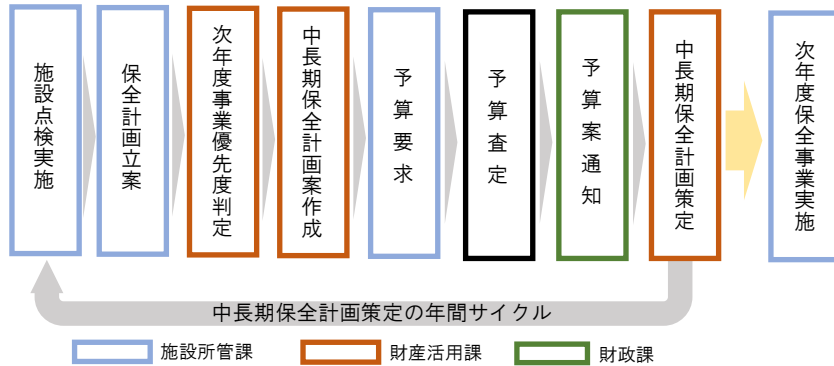 施設点検実施
保全計画立案
次年度事業優先度判定
中長期保全計画案作成
予算要求
予算査定
予算案通知
中長期保全計画策定
次年度保全事業実施
中長期保全計画策定の年間サイクル
施設所管課
財産活用課
財政課